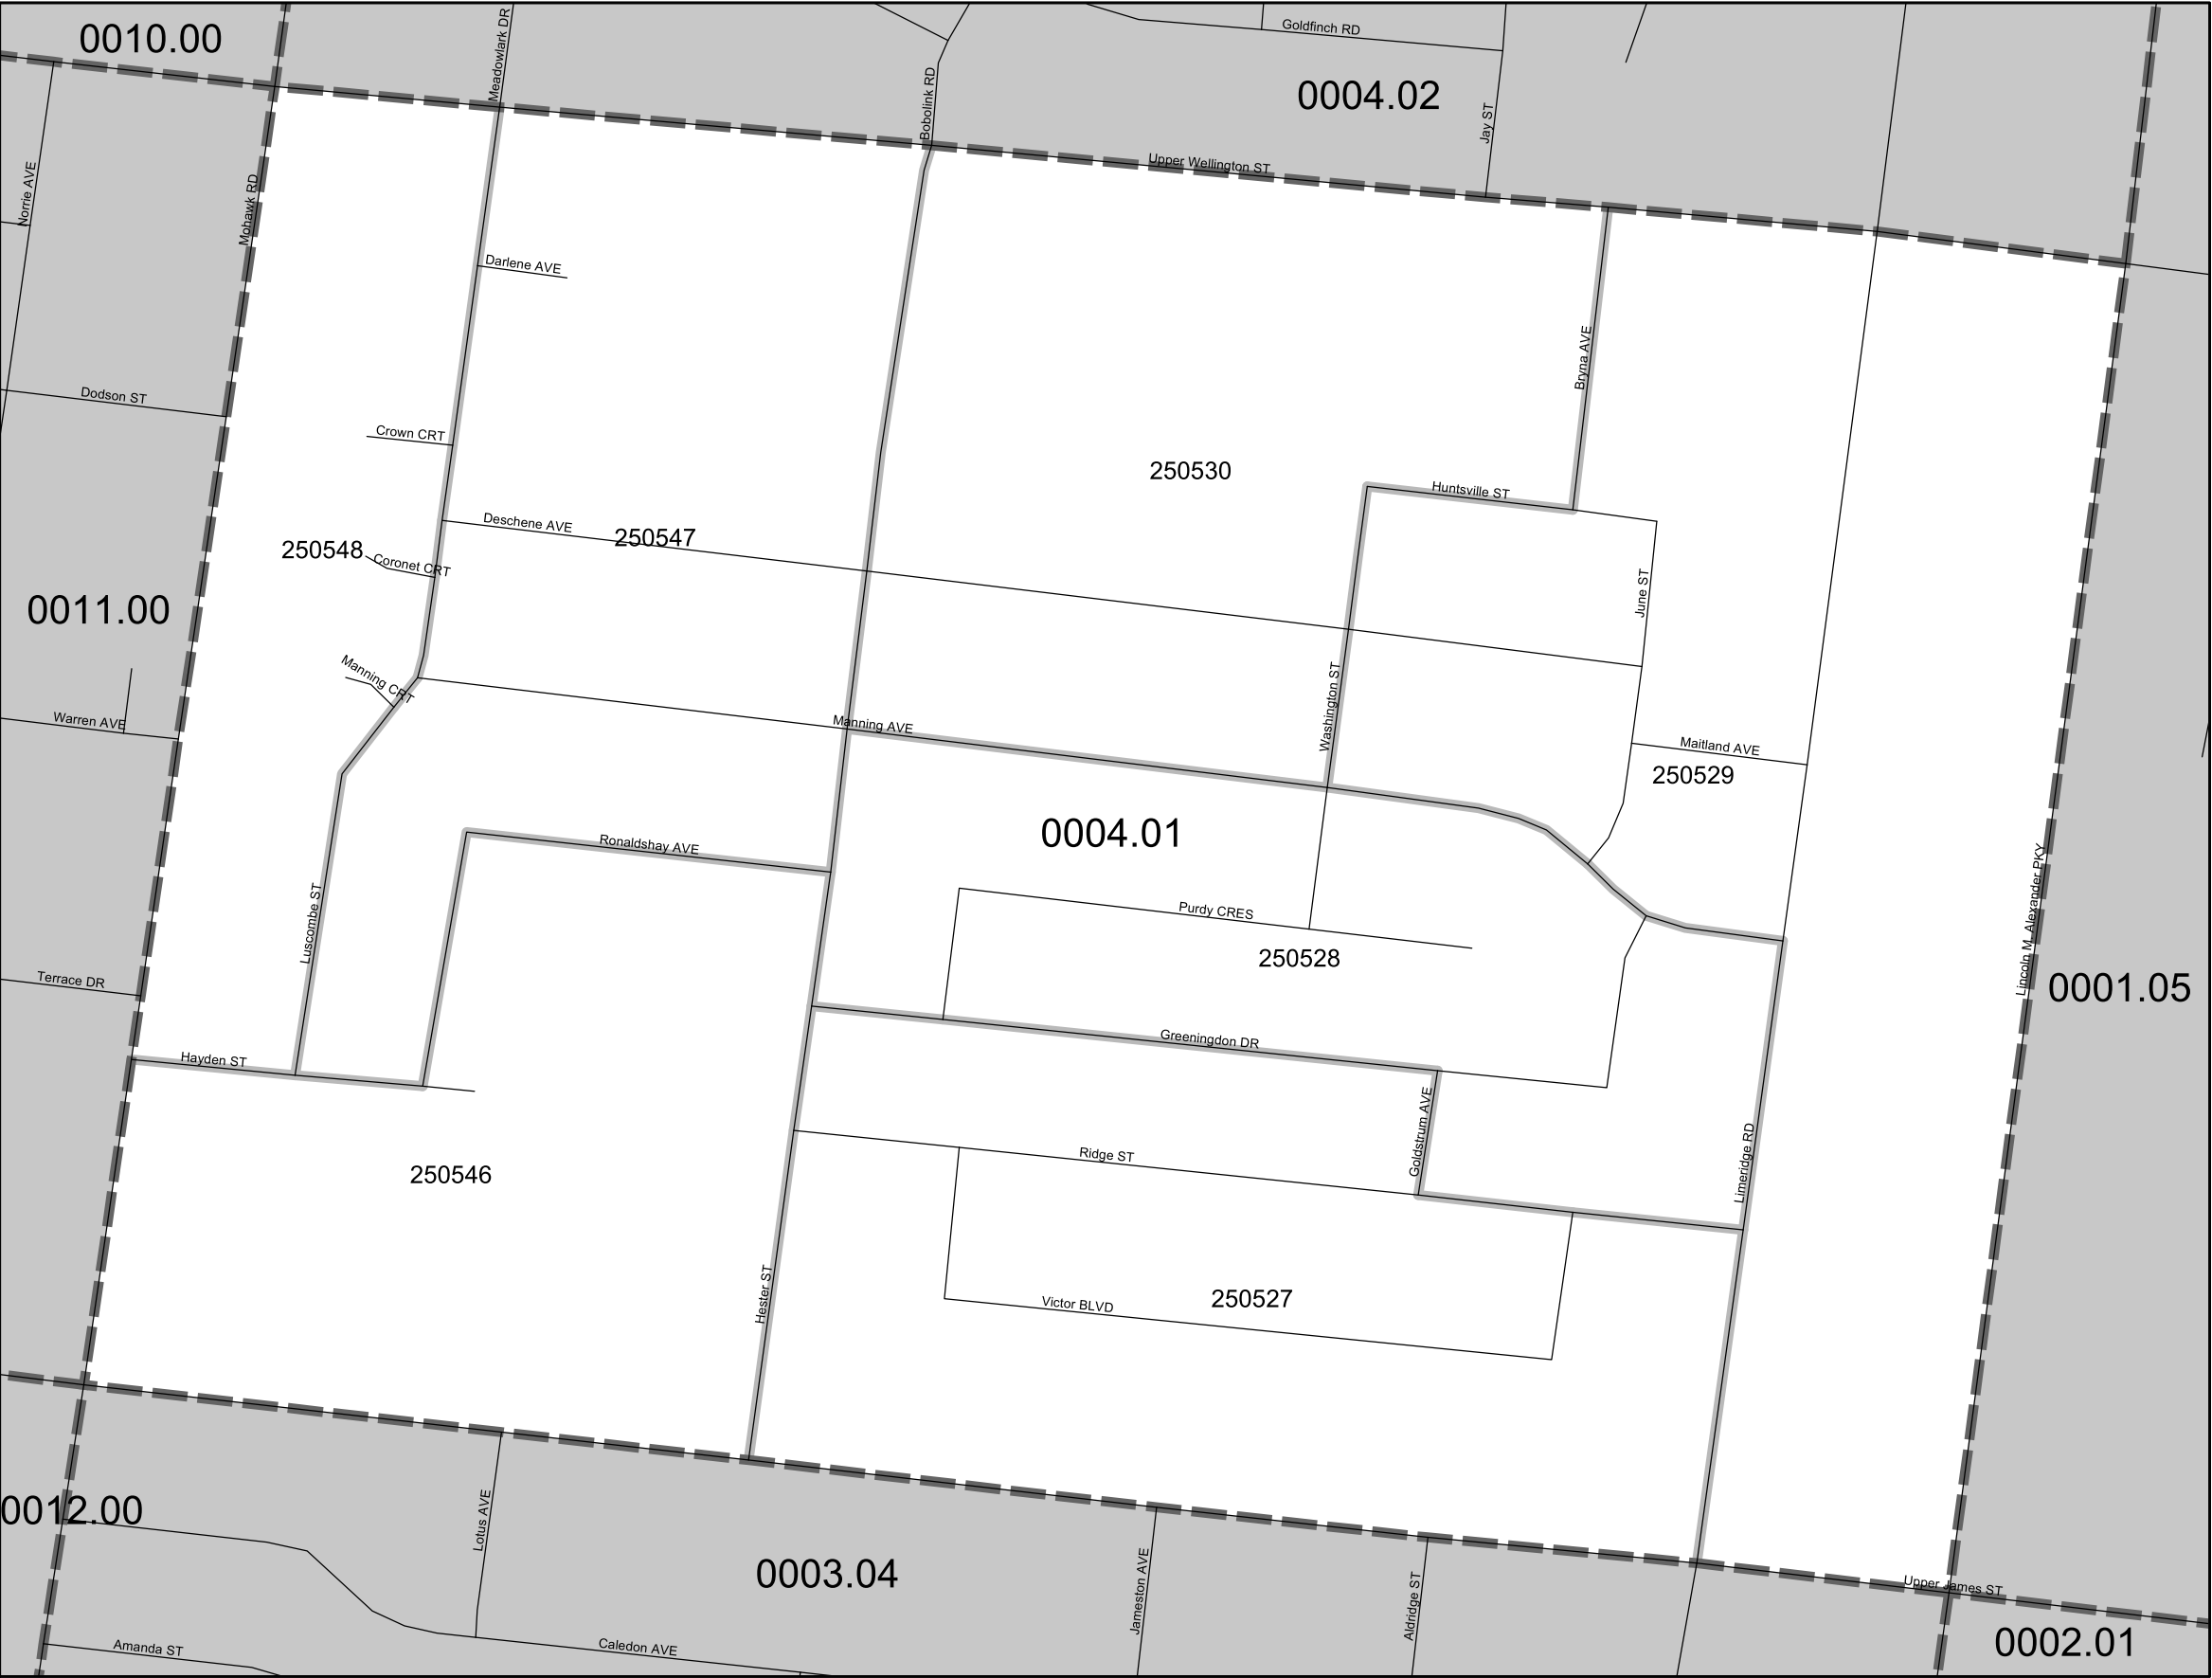 0010.00
Meadowlark DR
Goldfinch RD
Bobolink RD
0004.02
Jay ST
Norrie AVE
Mohawk RD
Upper Wellington ST
Darlene AVE
Bryna AVE
Dodson ST
Crown CRT
250530
Huntsville ST
Deschene AVE
250547
250548
Coronet CRT
June ST
0011.00
Manning CRT
Washington ST
Warren AVE
Manning AVE
Maitland AVE
250529
0004.01
Ronaldshay AVE
Lincoln M. Alexander PKY
Luscombe ST
Purdy CRES
250528
Terrace DR
0001.05
Greeningdon DR
Hayden ST
Goldstrum AVE
Ridge ST
Limeridge RD
250546
Hester ST
Victor BLVD
250527
0012.00
Lotus AVE
0003.04
Jameston AVE
Aldridge ST
Upper James ST
Amanda ST
Caledon AVE
0002.01